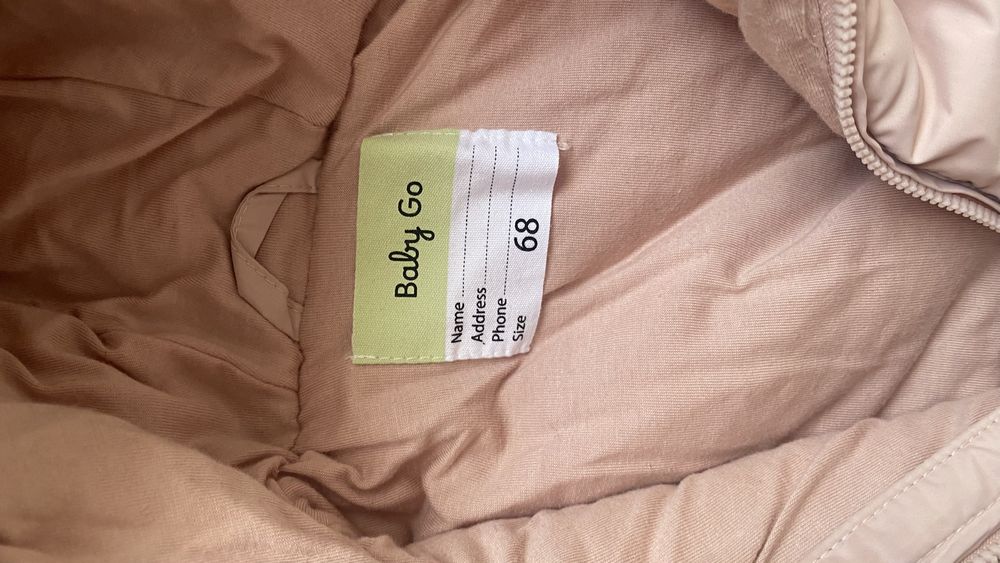 Baby Go
Name
Address
Phone
Size 68